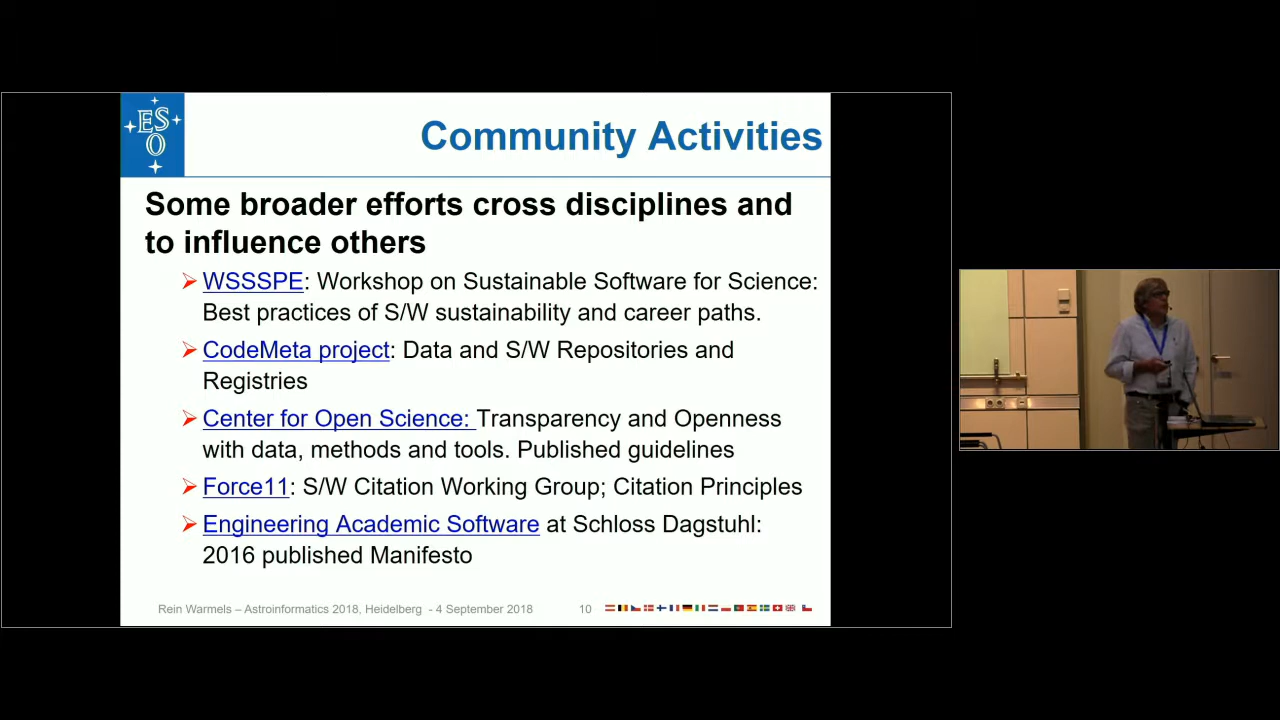 ESO
Community Activities
Some broader efforts cross disciplines and
to influence others
WSSSPE: Workshop on Sustainable Software for Science:
Best practices of S/W sustainability and career paths.
CodeMeta project: Data and S/W Repositories and
Registries
Center for Open Science: Transparency and Openness
with data, methods and tools. Published guidelines
Force11: S/W Citation Working Group; Citation Principles
Engineering Academic Software at Schloss Dagstuhl:
2016 published Manifesto
Rein Warmels – Astroinformatics 2018, Heidelberg - 4 September 2018 10